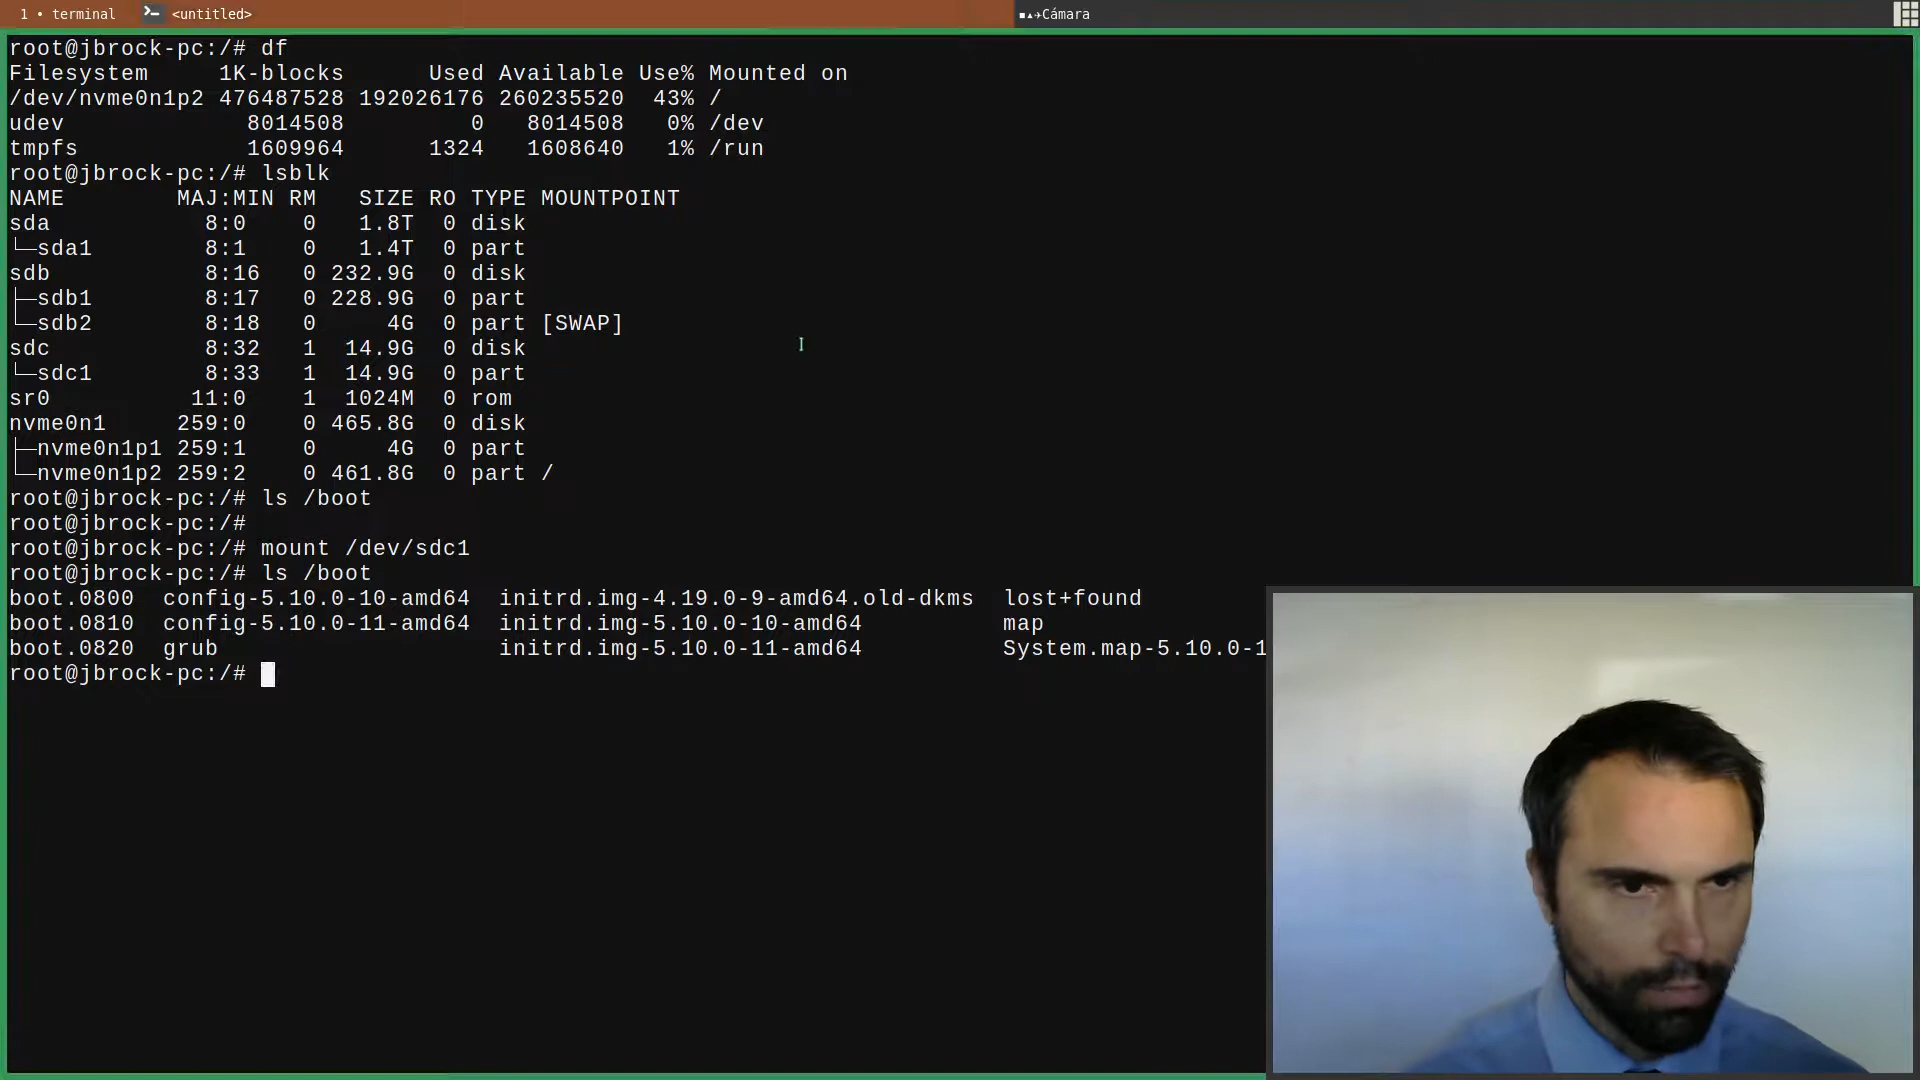 1 • terminal >_ <untitled> Cámara
root@jbrock-pc:/# df
Filesystem     1K-blocks      Used Available Use% Mounted on
/dev/nvme0n1p2 476487528 192026176 260235520  43% /
udev             8014508         0   8014508   0% /dev
tmpfs            1609964      1324   1608640   1% /run
root@jbrock-pc:/# lsblk
NAME        MAJ:MIN RM   SIZE RO TYPE MOUNTPOINT
sda           8:0    0   1.8T  0 disk
└─sda1        8:1    0   1.4T  0 part
sdb           8:16   0 232.9G  0 disk
├─sdb1        8:17   0 228.9G  0 part
└─sdb2        8:18   0     4G  0 part [SWAP]
sdc           8:32   1  14.9G  0 disk
└─sdc1        8:33   1  14.9G  0 part
sr0          11:0    1  1024M  0 rom
nvme0n1     259:0    0 465.8G  0 disk
├─nvme0n1p1 259:1    0     4G  0 part
└─nvme0n1p2 259:2    0 461.8G  0 part /
root@jbrock-pc:/# ls /boot
root@jbrock-pc:/#
root@jbrock-pc:/# mount /dev/sdc1
root@jbrock-pc:/# ls /boot
boot.0800  config-5.10.0-10-amd64  initrd.img-4.19.0-9-amd64.old-dkms  lost+found
boot.0810  config-5.10.0-11-amd64  initrd.img-5.10.0-10-amd64          map
boot.0820  grub                    initrd.img-5.10.0-11-amd64          System.map-5.10.0-1
root@jbrock-pc:/#